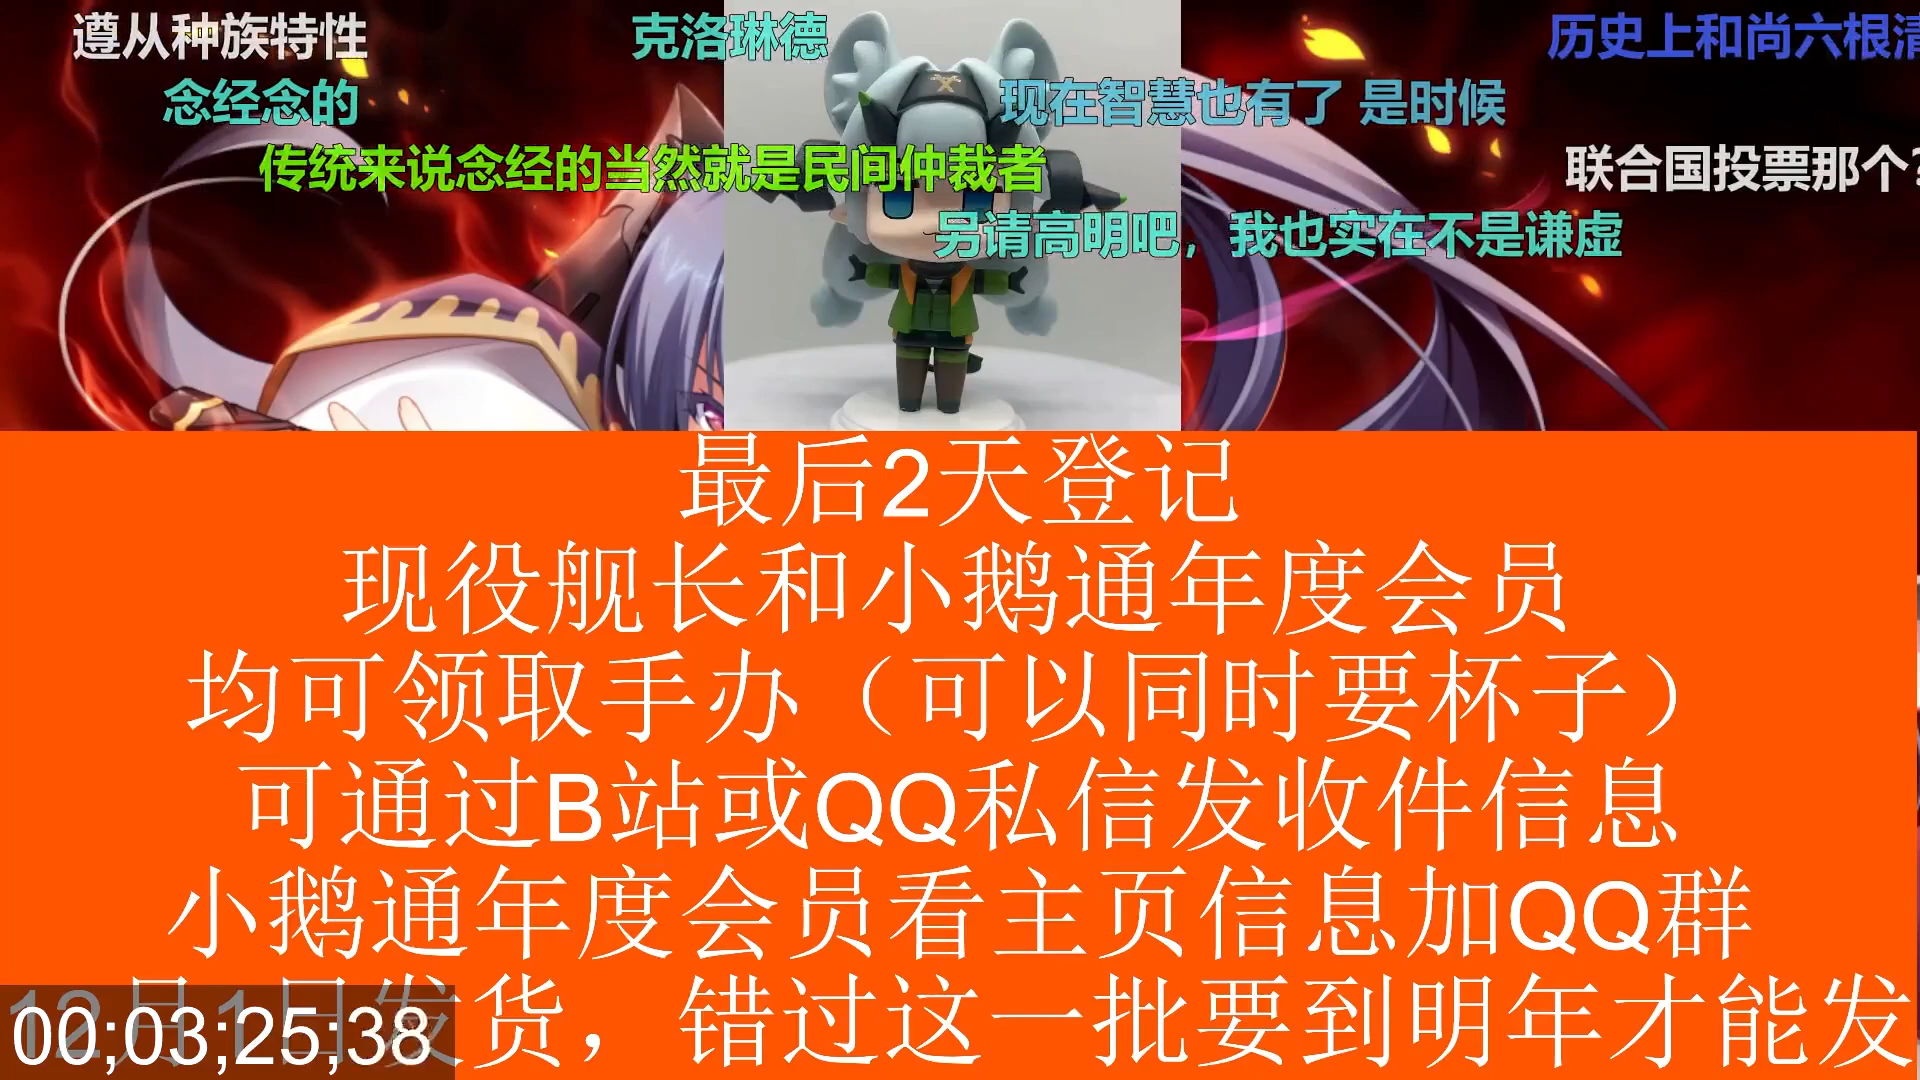 遵从种族特性
克洛琳德
历史上和尚六根清
念经念的
现在智慧也有了 是时候
传统来说念经的当然就是民间仲裁者
联合国投票那个?
另请高明吧，我也实在不是谦虚
最后2天登记
现役舰长和小鹅通年度会员
均可领取手办（可以同时要杯子）
可通过B站或QQ私信发收件信息
小鹅通年度会员看主页信息加QQ群
12月1日发货，错过这一批要到明年才能发
00;03;25;38